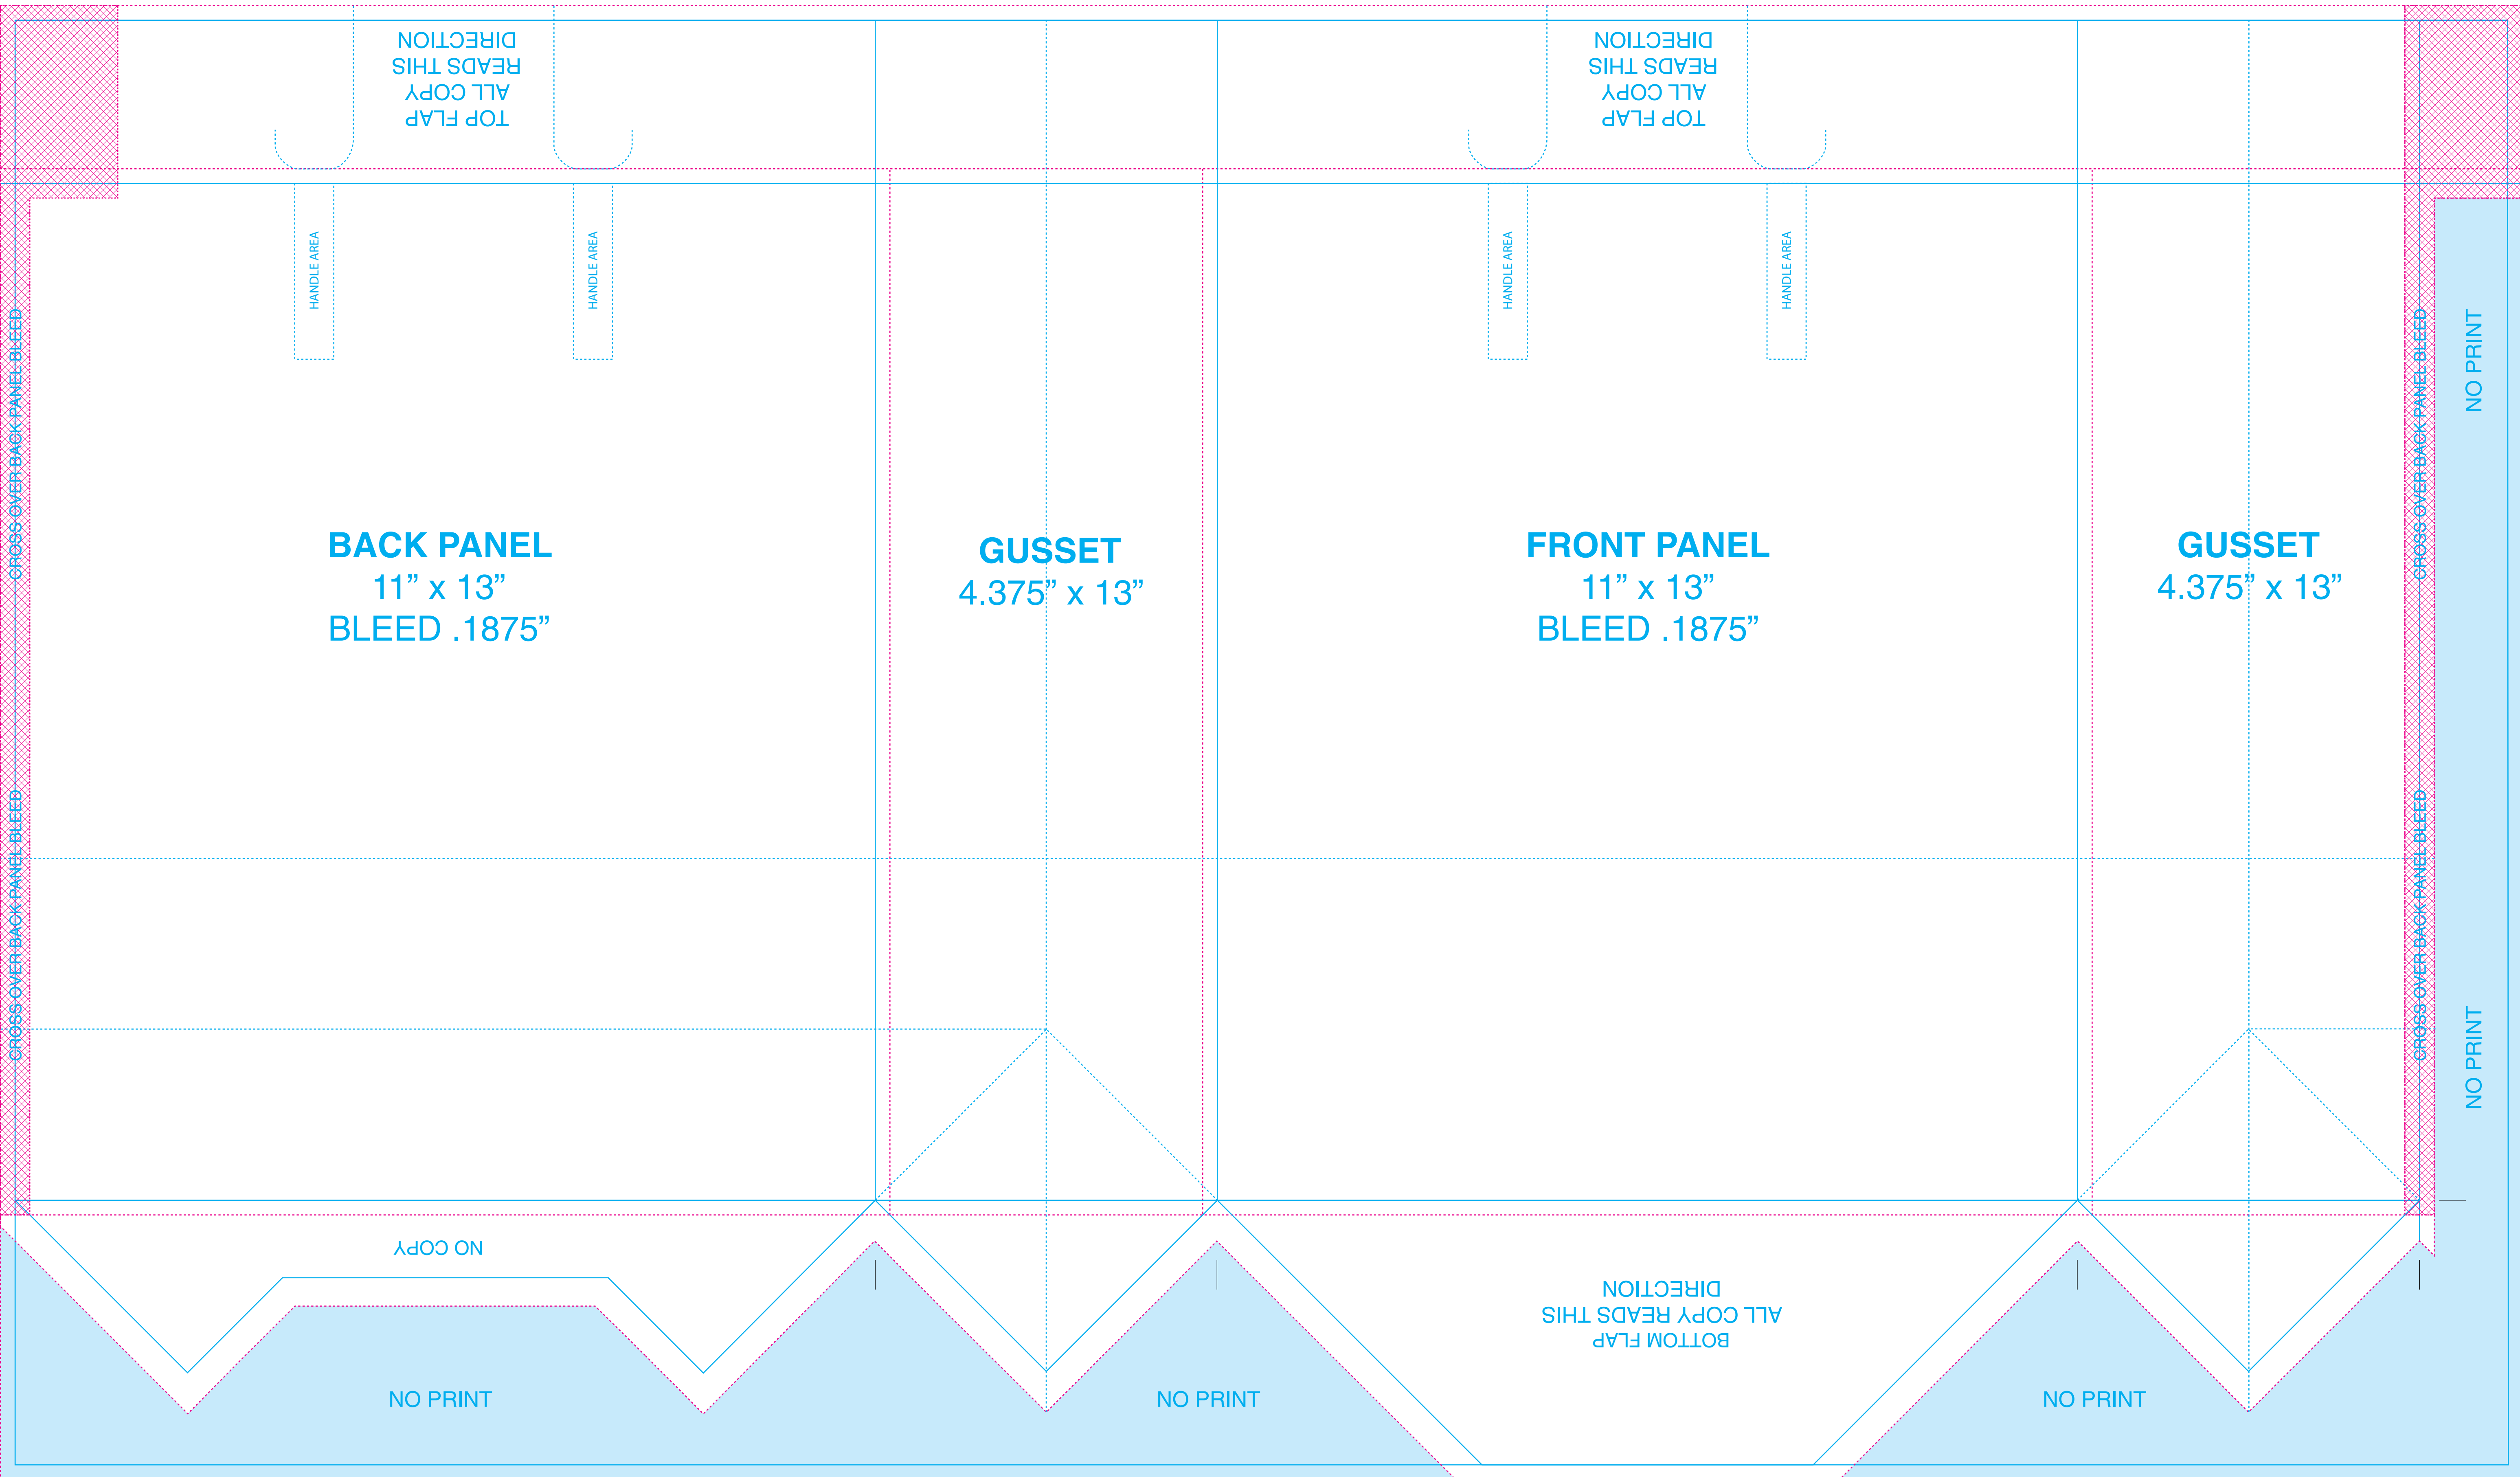 TOP FLAP
ALL COPY
READS THIS
DIRECTION
TOP FLAP
ALL COPY
READS THIS
DIRECTION
HANDLE AREA
HANDLE AREA
HANDLE AREA
HANDLE AREA
CROSS OVER BACK PANEL BLEED
CROSS OVER BACK PANEL BLEED
NO PRINT
BACK PANEL
11” x 13”
BLEED .1875”
GUSSET
4.375” x 13”
FRONT PANEL
11” x 13”
BLEED .1875”
GUSSET
4.375” x 13”
CROSS OVER BACK PANEL BLEED
CROSS OVER BACK PANEL BLEED
NO PRINT
NO COPY
BOTTOM FLAP
ALL COPY READS THIS
DIRECTION
NO PRINT
NO PRINT
NO PRINT